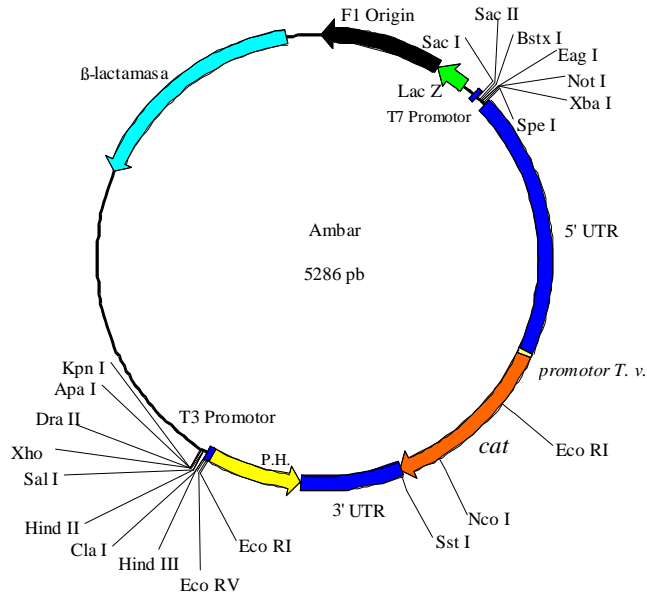 F1 Origin
Sac II
Sac I
Bstx I
Eag I
Not I
Xba I
Spe I
ß-lactamasa
Lac Z
T7 Promotor
Ambar
5286 pb
5' UTR
promotor T. v.
Kpn I
Apa I
Dra II
Xho
Sal I
Hind II
Cla I
Hind III
Eco RV
Eco RI
T3 Promotor
P.H.
3' UTR
cat
Eco RI
Nco I
Sst I